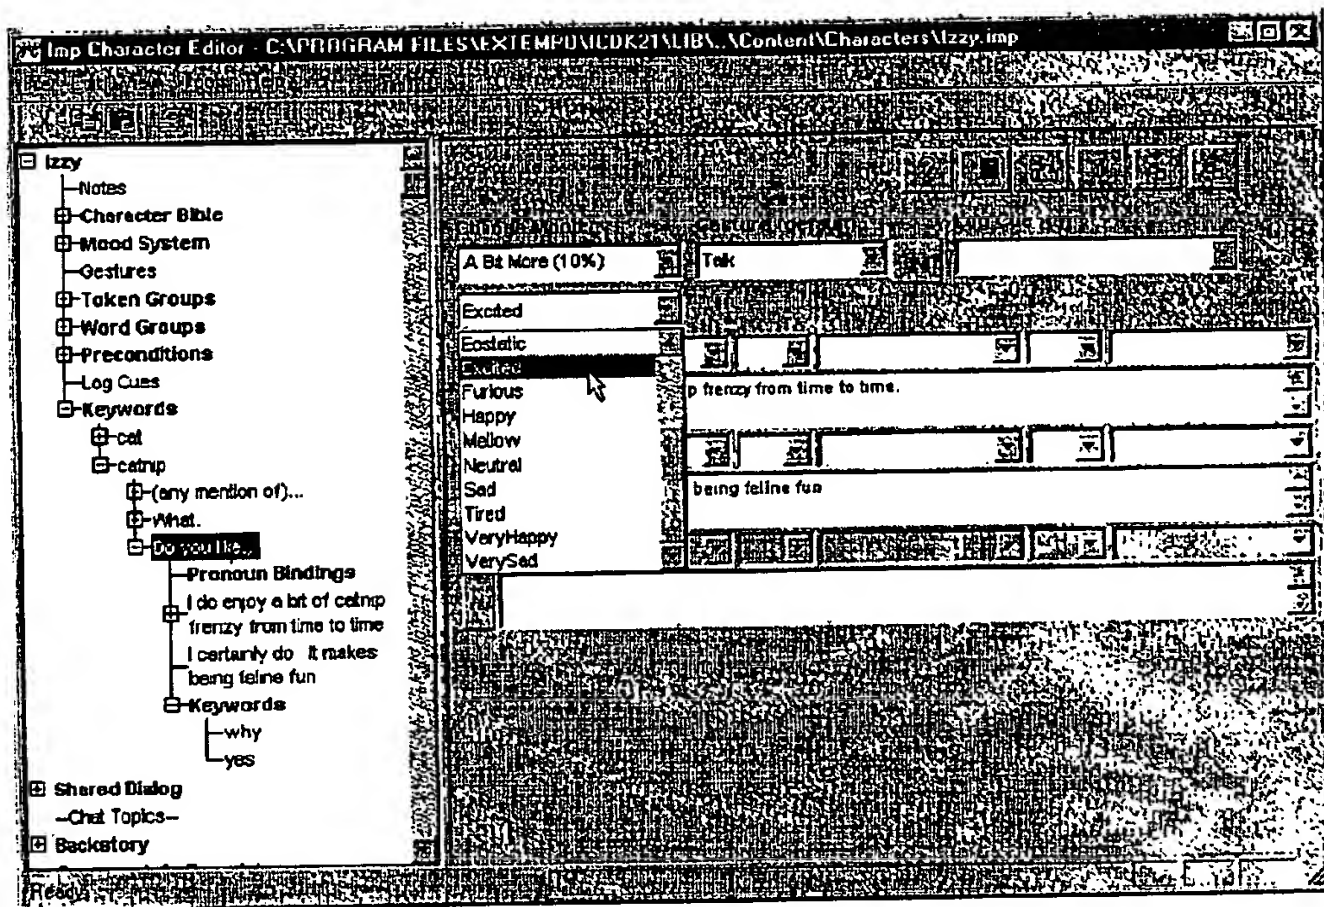 Imp Character Editor - C:\PROGRAM FILES\EXTEMPO\ICDK21\LIB\..\Content\Characters\Izzy.imp
Izzy
Notes
Character Bible
Mood System
Gestures
Token Groups
Word Groups
Preconditions
Log Cues
Keywords
cat
catnip
(any mention of)...
What.
Do you like...
Pronoun Bindings
I do enjoy a bit of catnip
frenzy from time to time
I certainly do It makes
being feline fun
Keywords
why
yes
Shared Dialog
--Chat Topics--
Backstory
Change Mood
A Bit More (10%)
Talk
Excited
Ecstatic
Excited
Furious
Happy
Mellow
Neutral
Sad
Tired
VeryHappy
VerySad
p frenzy from time to time.
being feline fun
Ready